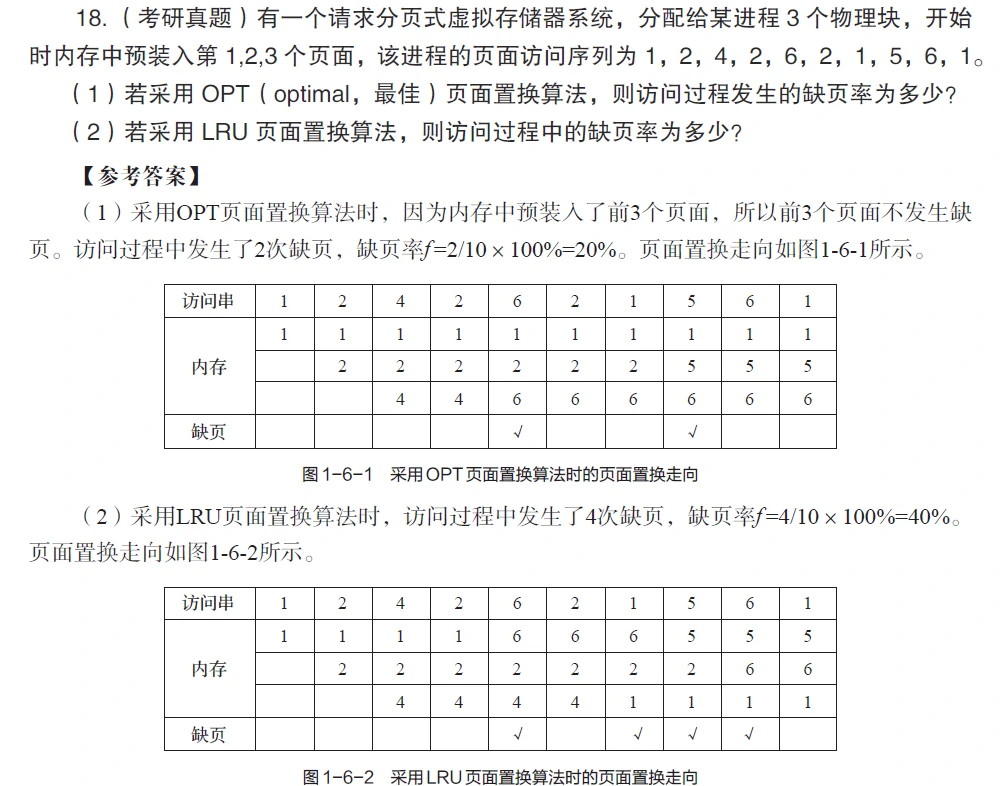 18.（考研真题）有一个请求分页式虚拟存储器系统，分配给某进程 3 个物理块，开始
时内存中预装入第 1,2,3 个页面，该进程的页面访问序列为 1，2，4，2，6，2，1，5，6，1。
（1）若采用 OPT（optimal，最佳）页面置换算法，则访问过程发生的缺页率为多少？
（2）若采用 LRU 页面置换算法，则访问过程中的缺页率为多少？
【参考答案】
（1）采用OPT页面置换算法时，因为内存中预装入了前3个页面，所以前3个页面不发生缺
页。访问过程中发生了2次缺页，缺页率f=2/10×100%=20%。页面置换走向如图1-6-1所示。
访问串 1 2 4 2 6 2 1 5 6 1
1 1 1 1 1 1 1 1 1 1
内存 2 2 2 2 2 2 5 5 5
4 4 6 6 6 6 6 6
缺页 √ √
图 1-6-1 采用 OPT 页面置换算法时的页面置换走向
（2）采用LRU页面置换算法时，访问过程中发生了4次缺页，缺页率f=4/10×100%=40%。
页面置换走向如图1-6-2所示。
访问串 1 2 4 2 6 2 1 5 6 1
1 1 1 1 6 6 6 5 5 5
内存 2 2 2 2 2 2 2 6 6
4 4 4 4 1 1 1 1
缺页 √ √ √ √
图 1-6-2 采用 LRU 页面置换算法时的页面置换走向